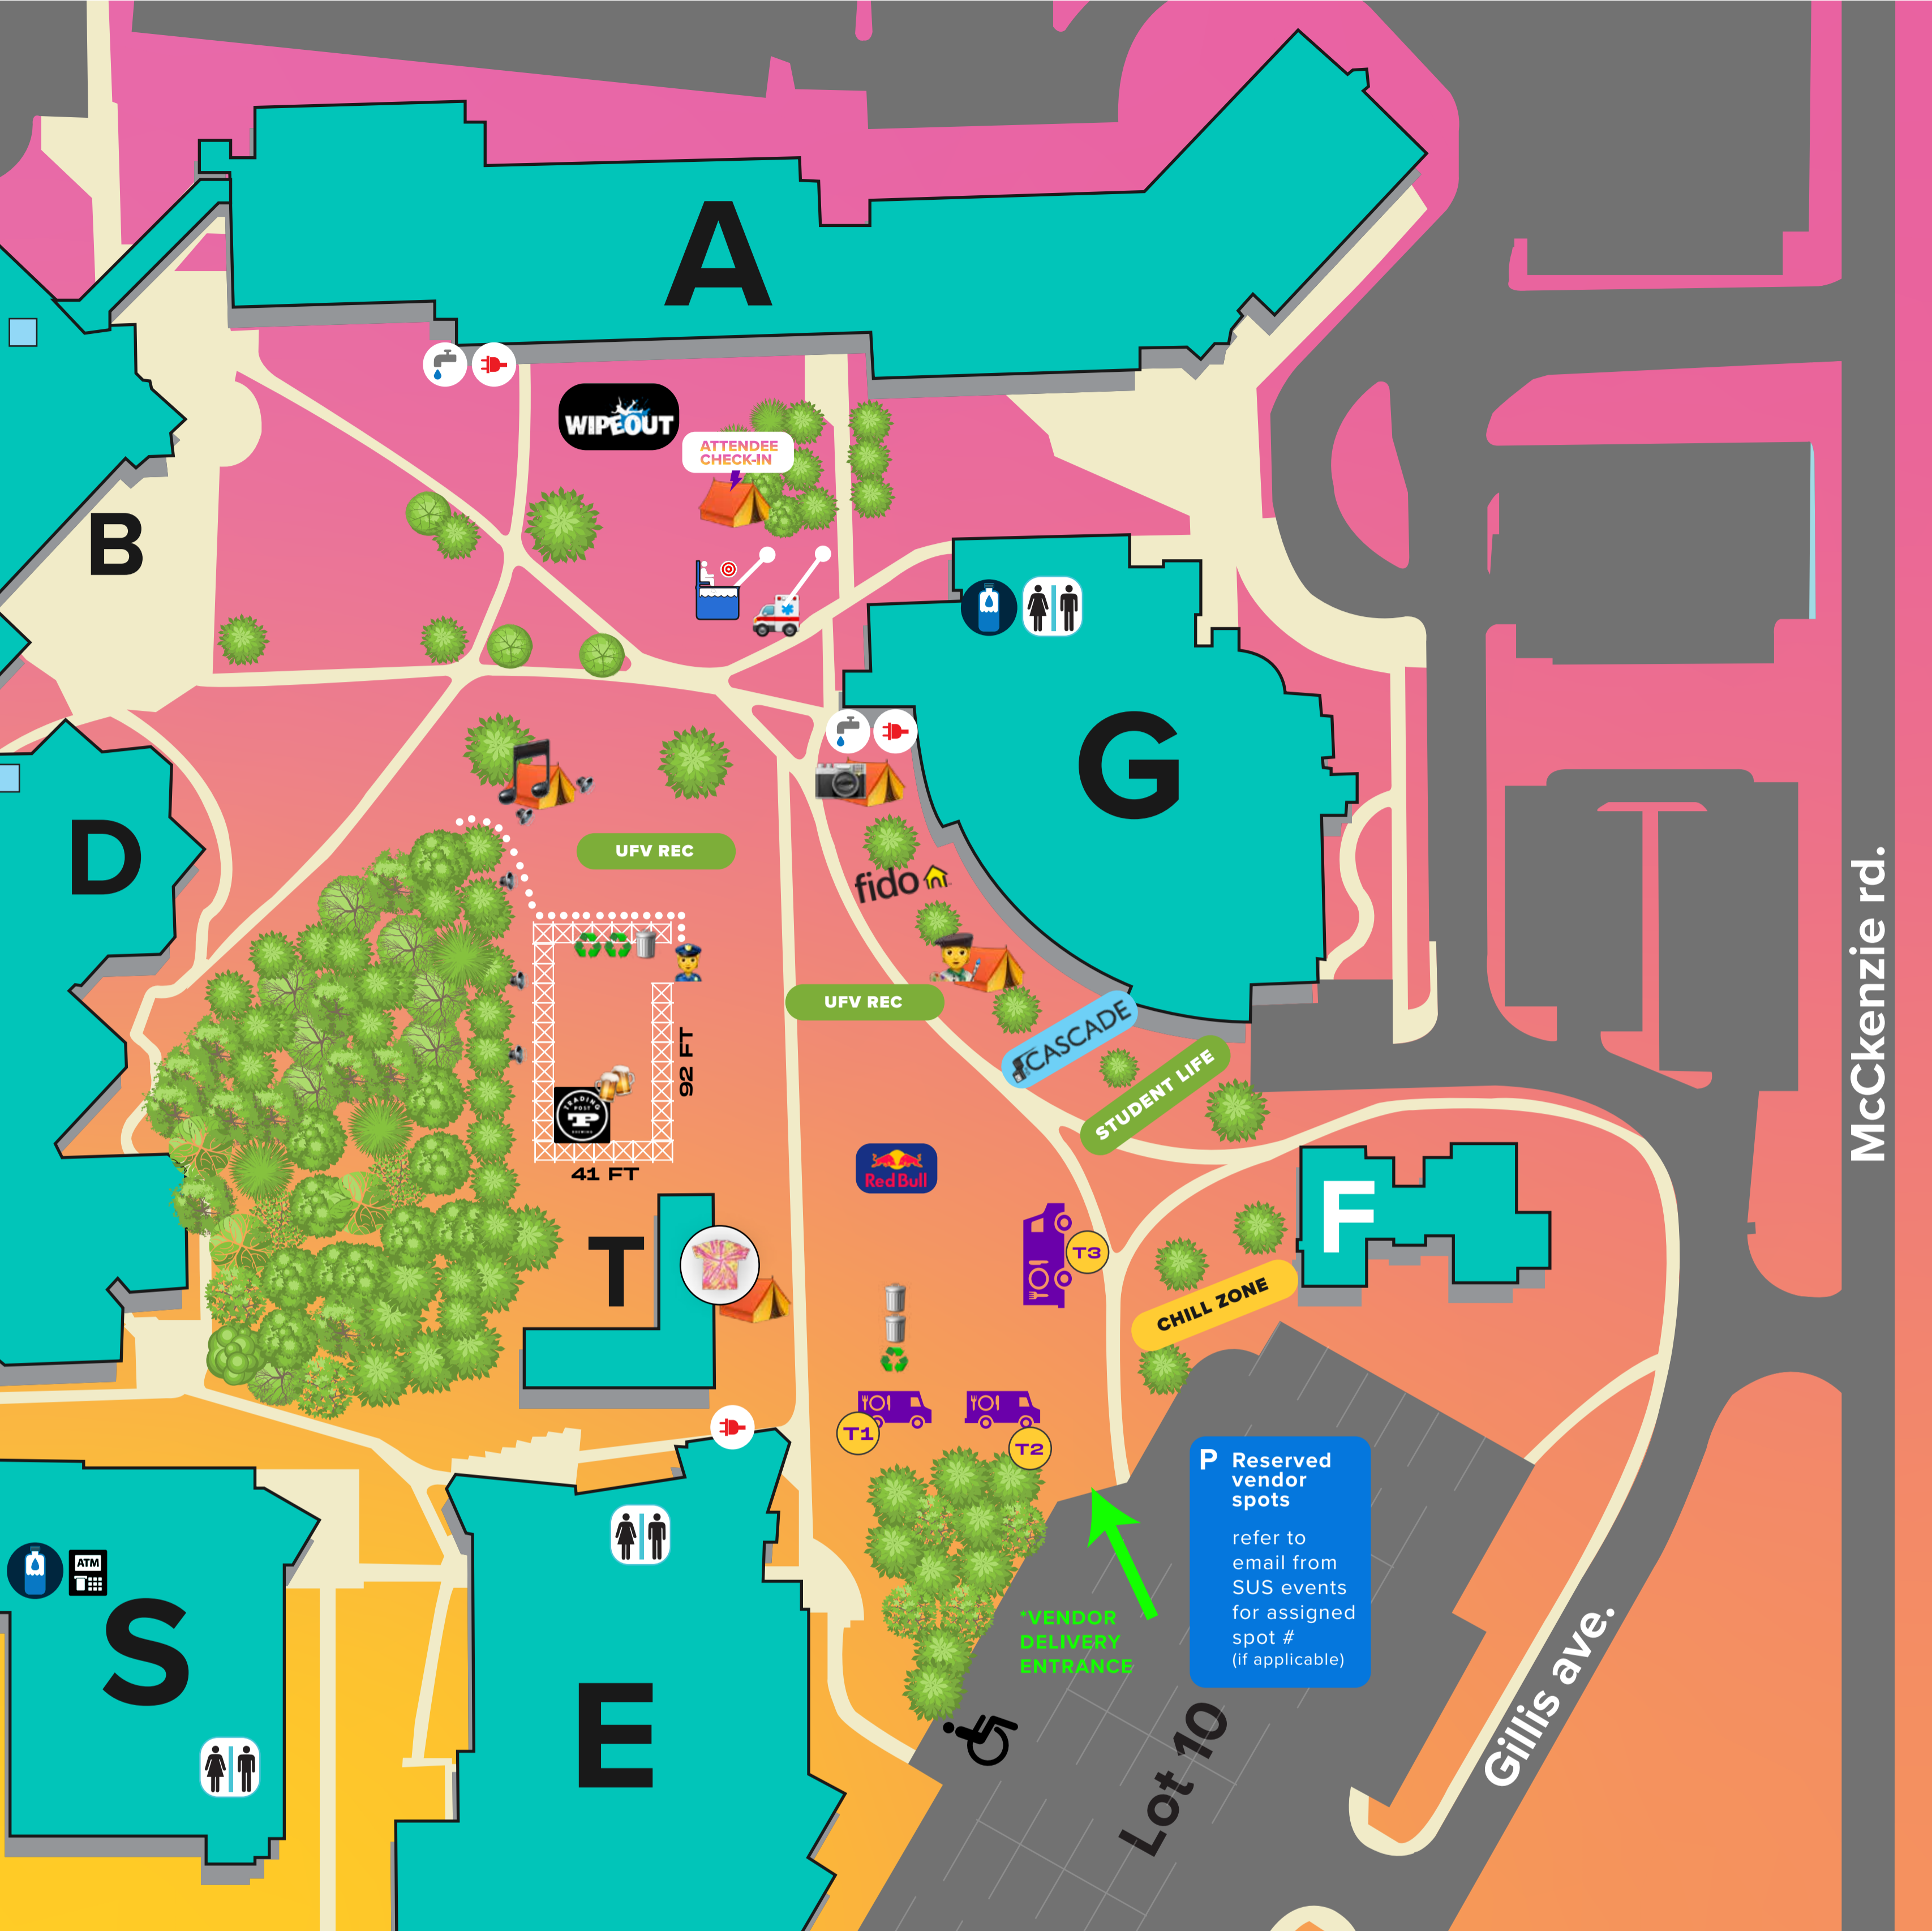 A
WIPEOUT
ATTENDEE
CHECK-IN
B
G
D
UFV REC
fido
McCkenzie rd.
UFV REC
CASCADE
92 FT
STUDENT LIFE
TRADING
POST
P
BREWING
41 FT
Red Bull
F
T
T3
CHILL ZONE
T1
T2
P Reserved
vendor
spots
refer to
email from
SUS events
for assigned
spot #
(if applicable)
ATM
S
*VENDOR
DELIVERY
ENTRANCE
E
Lot 10
Gillis ave.